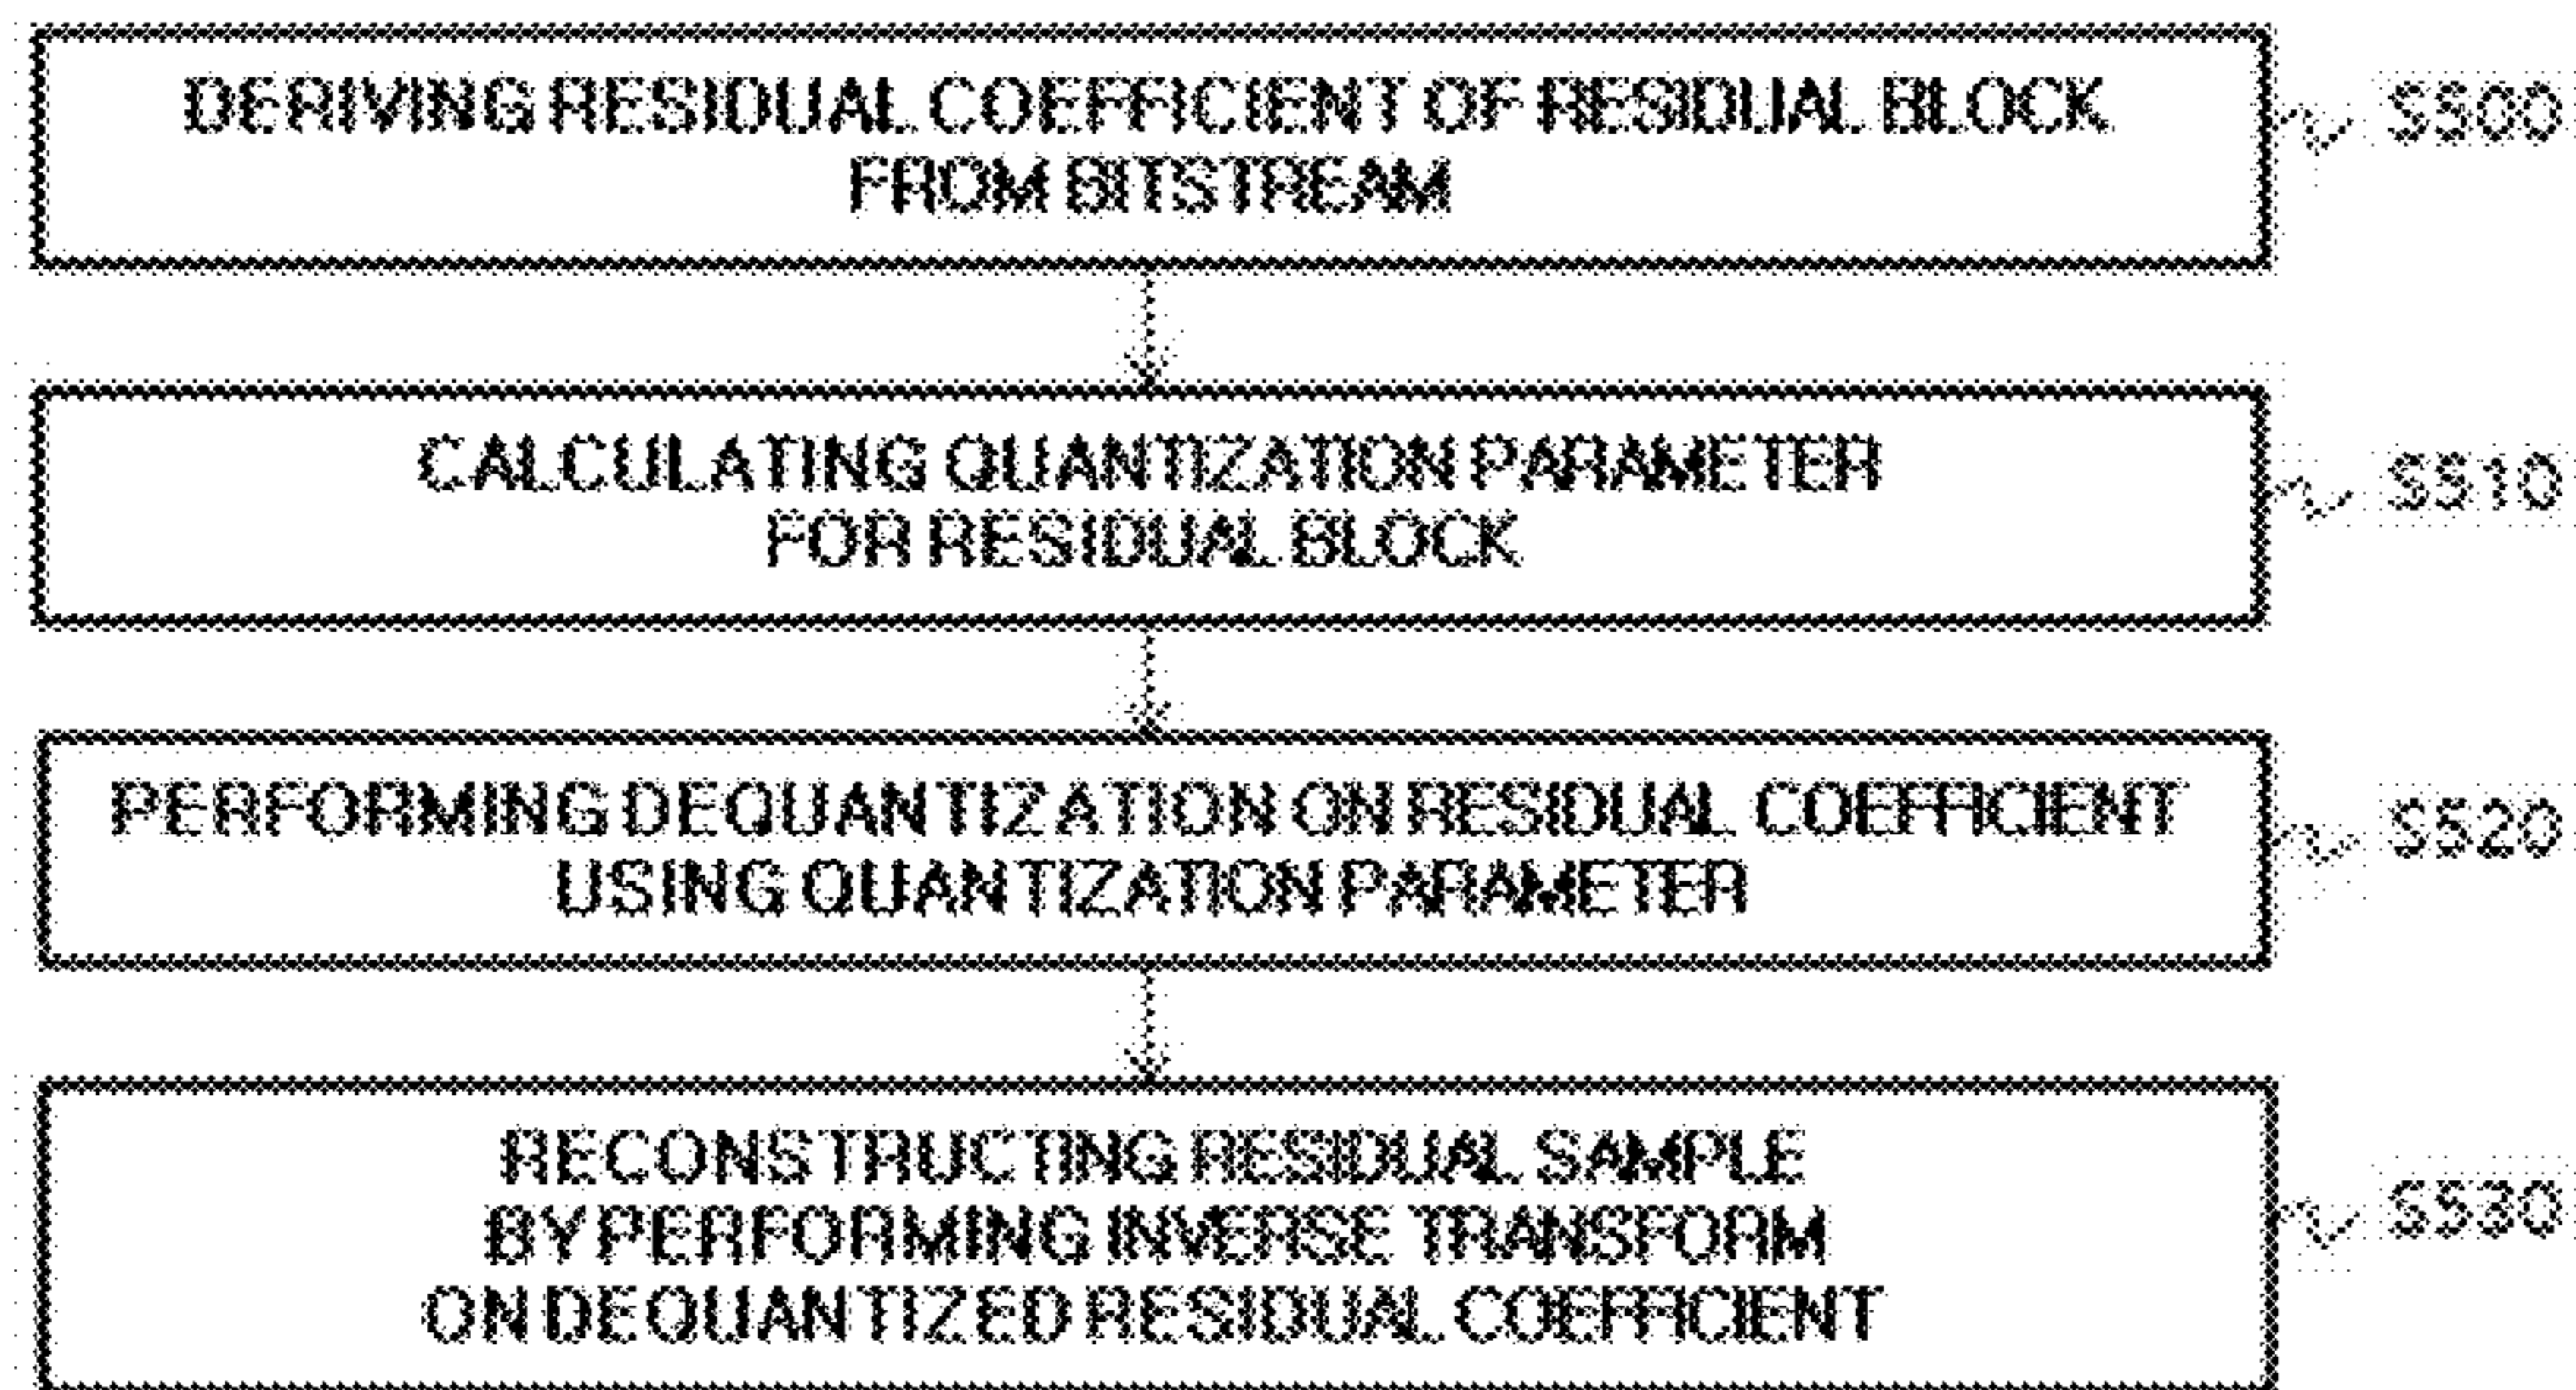 DERIVING RESIDUAL COEFFICIENT OF RESIDUAL BLOCK
FROM BITSTREAM
S500
CALCULATING QUANTIZATION PARAMETER
FOR RESIDUAL BLOCK
S510
PERFORMING DEQUANTIZATION ON RESIDUAL COEFFICIENT
USING QUANTIZATION PARAMETER
S520
RECONSTRUCTING RESIDUAL SAMPLE
BY PERFORMING INVERSE TRANSFORM
ON DEQUANTIZED RESIDUAL COEFFICIENT
S530